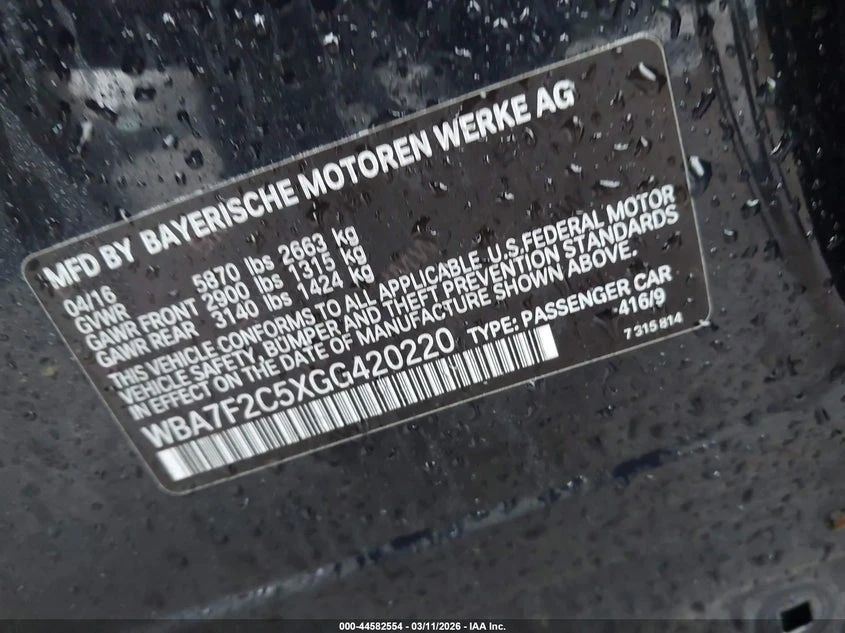 MFD BY BAYERISCHE MOTOREN WERKE AG
04/16
GVWR 5870 lbs 2663 kg
GAWR FRONT 2900 lbs 1315 kg
GAWR REAR 3140 lbs 1424 kg
THIS VEHICLE CONFORMS TO ALL APPLICABLE U.S.FEDERAL MOTOR
VEHICLE SAFETY, BUMPER AND THEFT PREVENTION STANDARDS
IN EFFECT ON THE DATE OF MANUFACTURE SHOWN ABOVE.
WBA7F2C5XGG420220 TYPE: PASSENGER CAR
-416/9
7 315 814
000-44582554 - 03/11/2026 - IAA Inc.